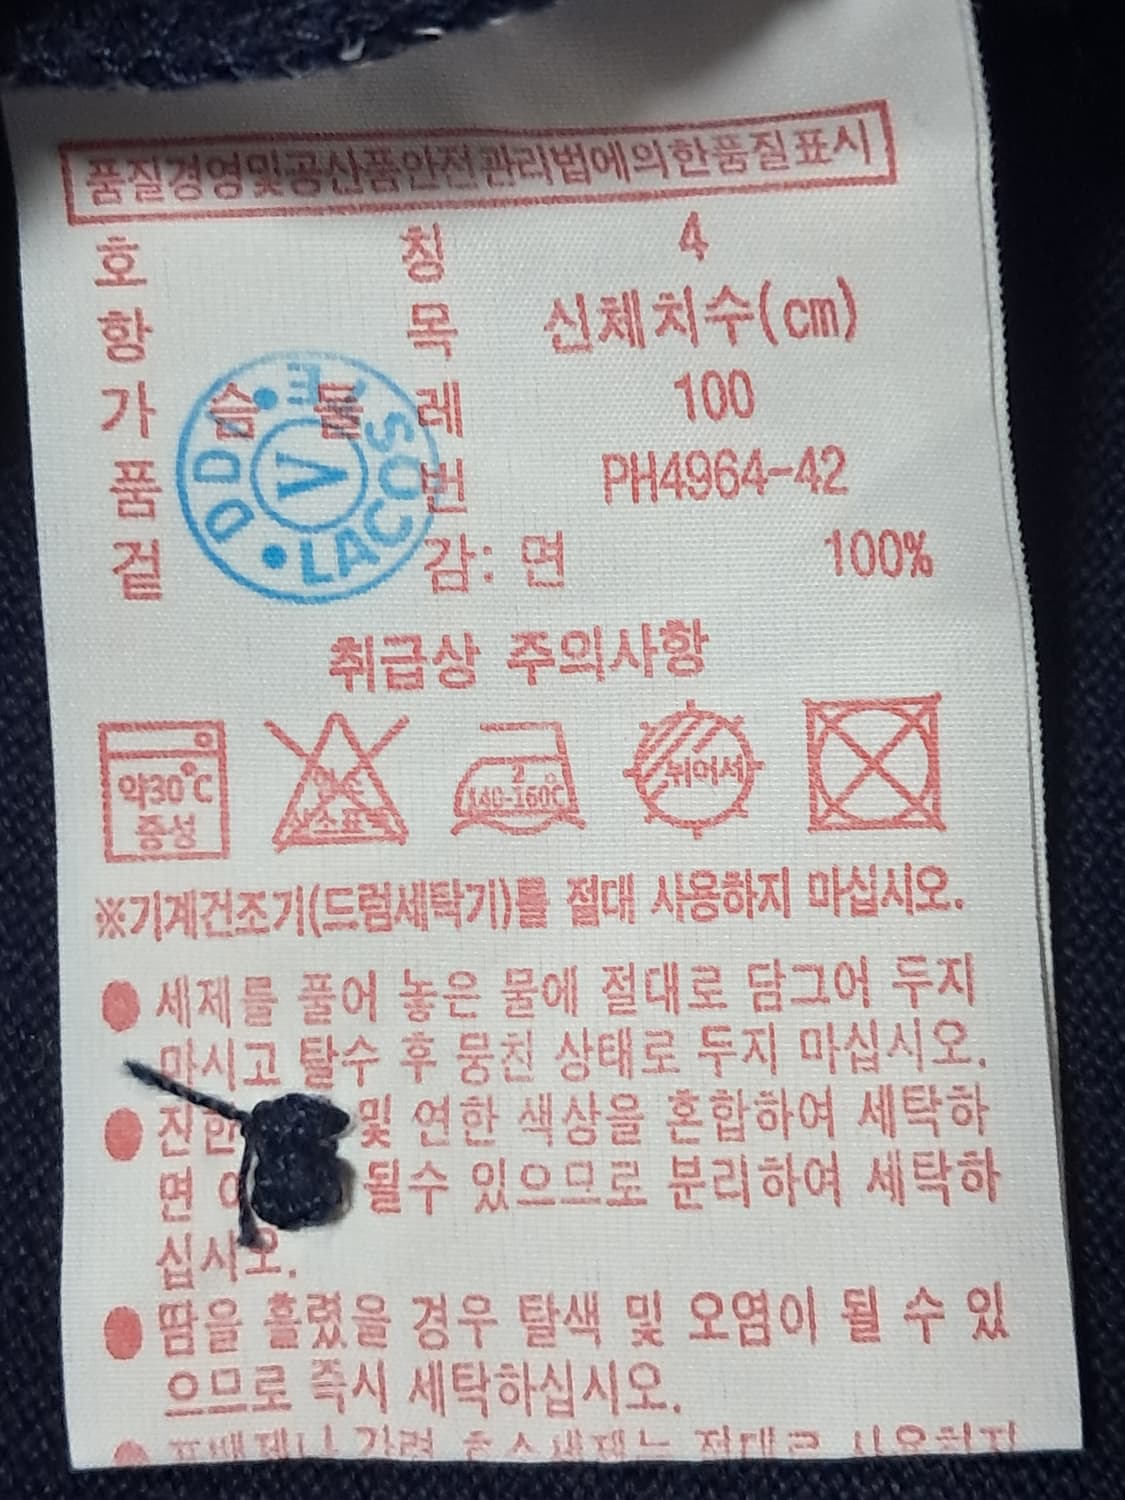 품질경영및공산품안전관리법에의한품질표시
호 칭 4
항 목 신체치수(cm)
가 슴 둘 레 100
품 번 PH4964-42
겉 감: 면 100%
LACOSTE
V
취급상 주의사항
약30℃
중성
염소
산소표백
2
140-160℃
뉘어서
※기계건조기(드럼세탁기)를 절대 사용하지 마십시오.
● 세제를 풀어 놓은 물에 절대로 담그어 두지
마시고 탈수 후 뭉친 상태로 두지 마십시오.
● 진한 및 연한 색상을 혼합하여 세탁하
면 될수 있으므로 분리하여 세탁하
십시오.
● 땀을 흘렸을 경우 탈색 및 오염이 될 수 있
으므로 즉시 세탁하십시오.